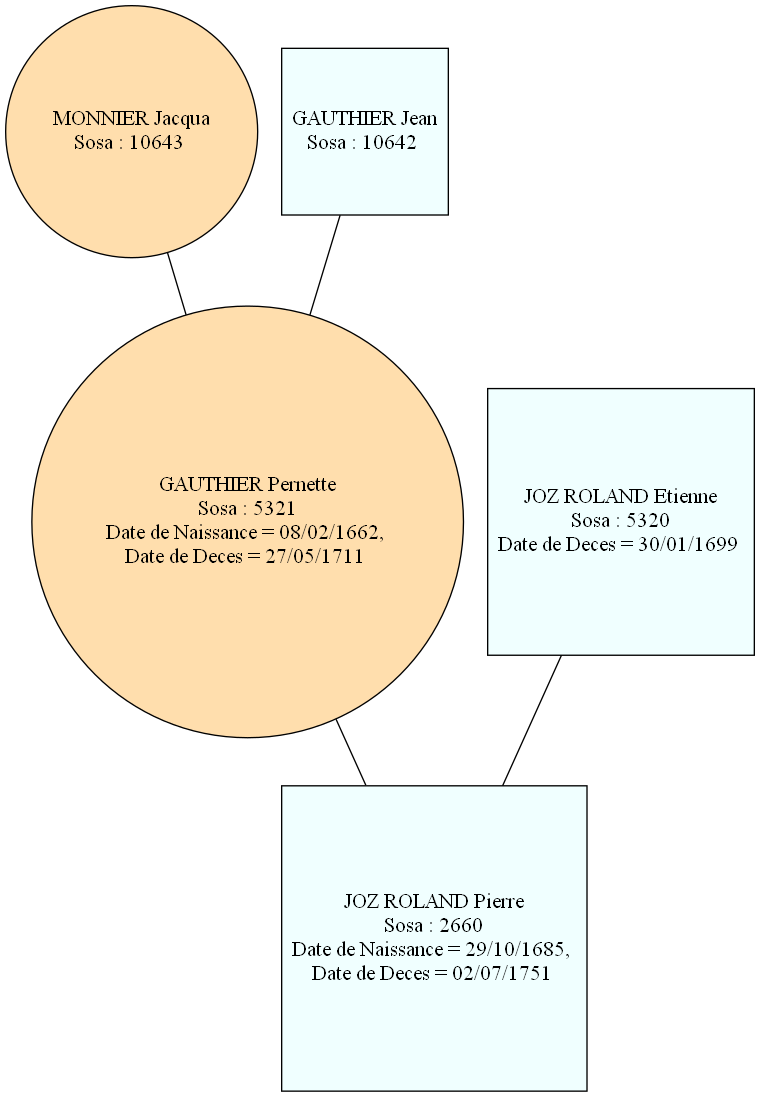 MONNIER Jacqua
Sosa : 10643
GAUTHIER Jean
Sosa : 10642
GAUTHIER Pernette
Sosa : 5321
Date de Naissance = 08/02/1662,
Date de Deces = 27/05/1711
JOZ ROLAND Etienne
Sosa : 5320
Date de Deces = 30/01/1699
JOZ ROLAND Pierre
Sosa : 2660
Date de Naissance = 29/10/1685,
Date de Deces = 02/07/1751